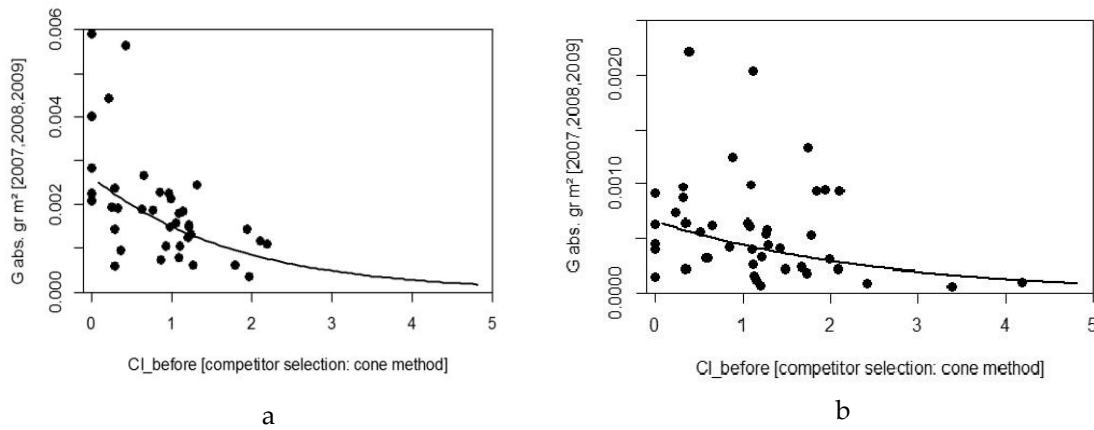 0.006
0.004
0.002
0.000
G abs. gr m² [2007,2008,2009]
0 1 2 3 4 5
CI_before [competitor selection: cone method]
a
0.0020
0.0010
0.0000
G abs. gr m² [2007,2008,2009]
0 1 2 3 4 5
CI_before [competitor selection: cone method]
b